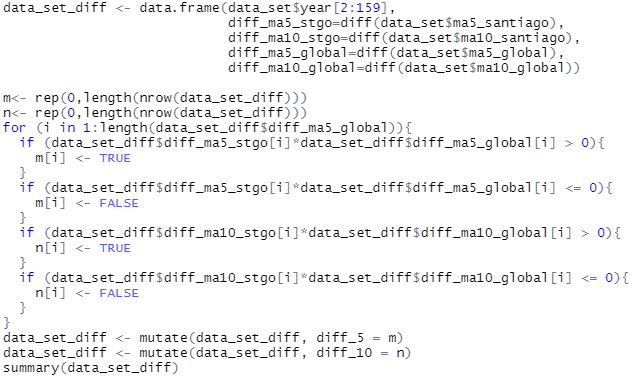 data_set_diff <- data.frame(data_set$year[2:159],
                            diff_ma5_stgo=diff(data_set$ma5_santiago),
                            diff_ma10_stgo=diff(data_set$ma10_santiago),
                            diff_ma5_global=diff(data_set$ma5_global),
                            diff_ma10_global=diff(data_set$ma10_global))

m<- rep(0,length(nrow(data_set_diff)))
n<- rep(0,length(nrow(data_set_diff)))
for (i in 1:length(data_set_diff$diff_ma5_global)){
  if (data_set_diff$diff_ma5_stgo[i]*data_set_diff$diff_ma5_global[i] > 0){
    m[i] <- TRUE
  }
  if (data_set_diff$diff_ma5_stgo[i]*data_set_diff$diff_ma5_global[i] <= 0){
    m[i] <- FALSE
  }
  if (data_set_diff$diff_ma10_stgo[i]*data_set_diff$diff_ma10_global[i] > 0){
    n[i] <- TRUE
  }
  if (data_set_diff$diff_ma10_stgo[i]*data_set_diff$diff_ma10_global[i] <= 0){
    n[i] <- FALSE
  }
}
data_set_diff <- mutate(data_set_diff, diff_5 = m)
data_set_diff <- mutate(data_set_diff, diff_10 = n)
summary(data_set_diff)